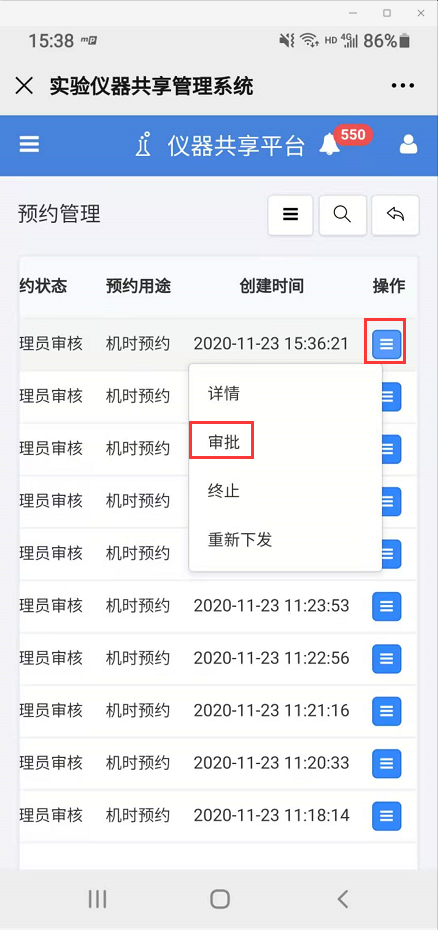 15:38 HD 4G 86%
实验仪器共享管理系统
仪器共享平台 550
预约管理
约状态 预约用途 创建时间 操作
理员审核 机时预约 2020-11-23 15:36:21
理员审核 机时预约
详情
理员审核 机时预约
审批
理员审核 机时预约
终止
理员审核 机时预约
重新下发
理员审核 机时预约 2020-11-23 11:23:53
理员审核 机时预约 2020-11-23 11:22:56
理员审核 机时预约 2020-11-23 11:21:16
理员审核 机时预约 2020-11-23 11:20:33
理员审核 机时预约 2020-11-23 11:18:14